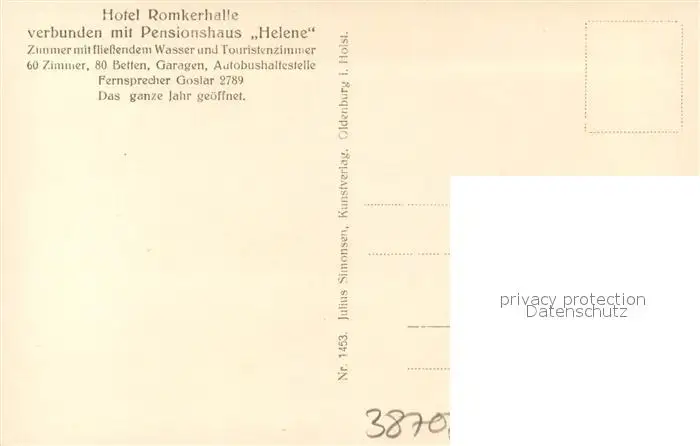 Hotel Romkerhalle
verbunden mit Pensionshaus „Helene“
Zimmer mit fließendem Wasser und Touristenzimmer
60 Zimmer, 80 Betten, Garagen, Autobushaltestelle
Fernsprecher Goslar 2789
Das ganze Jahr geöffnet.
Nr. 1453. Julius Simonsen, Kunstverlag, Oldenburg i. Holst.
privacy protection
Datenschutz
3870,